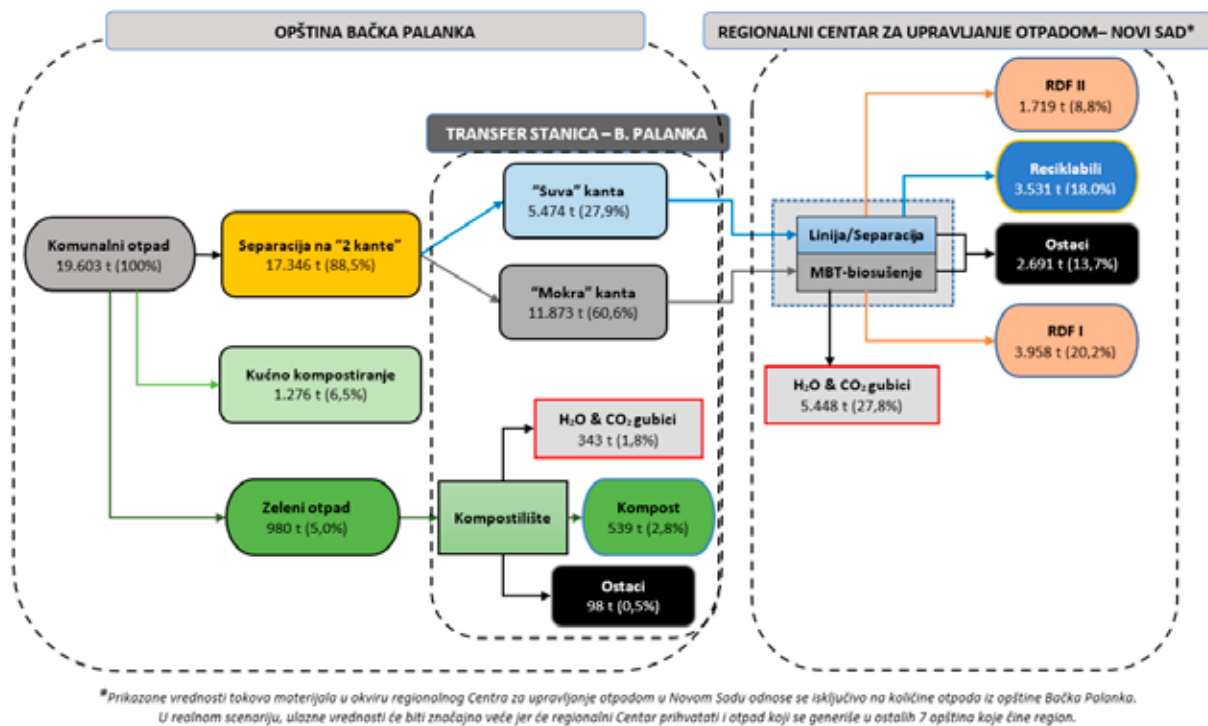 OPŠTINA BAČKA PALANKA
REGIONALNI CENTAR ZA UPRAVLJANJE OTPADOM– NOVI SAD*
TRANSFER STANICA – B. PALANKA
Komunalni otpad
19.603 t (100%)
Separacija na "2 kante"
17.346 t (88,5%)
Kućno kompostiranje
1.276 t (6,5%)
Zeleni otpad
980 t (5,0%)
"Suva" kanta
5.474 t (27,9%)
"Mokra" kanta
11.873 t (60,6%)
H₂O & CO₂ gubici
343 t (1,8%)
Kompostilište
Kompost
539 t (2,8%)
Ostaci
98 t (0,5%)
Linija/Separacija
MBT-biosušenje
RDF II
1.719 t (8,8%)
Reciklabili
3.531 t (18.0%)
Ostaci
2.691 t (13,7%)
RDF I
3.958 t (20,2%)
H₂O & CO₂ gubici
5.448 t (27,8%)
*Prikazane vrednosti tokova materijala u okviru regionalnog Centra za upravljanje otpadom u Novom Sadu odnose se isključivo na količine otpada iz opštine Bačka Palanka.
U realnom scenariju, ulazne vrednosti će biti značajno veće jer će regionalni Centar prihvatati i otpad koji se generiše u ostalih 7 opština koje čine region.